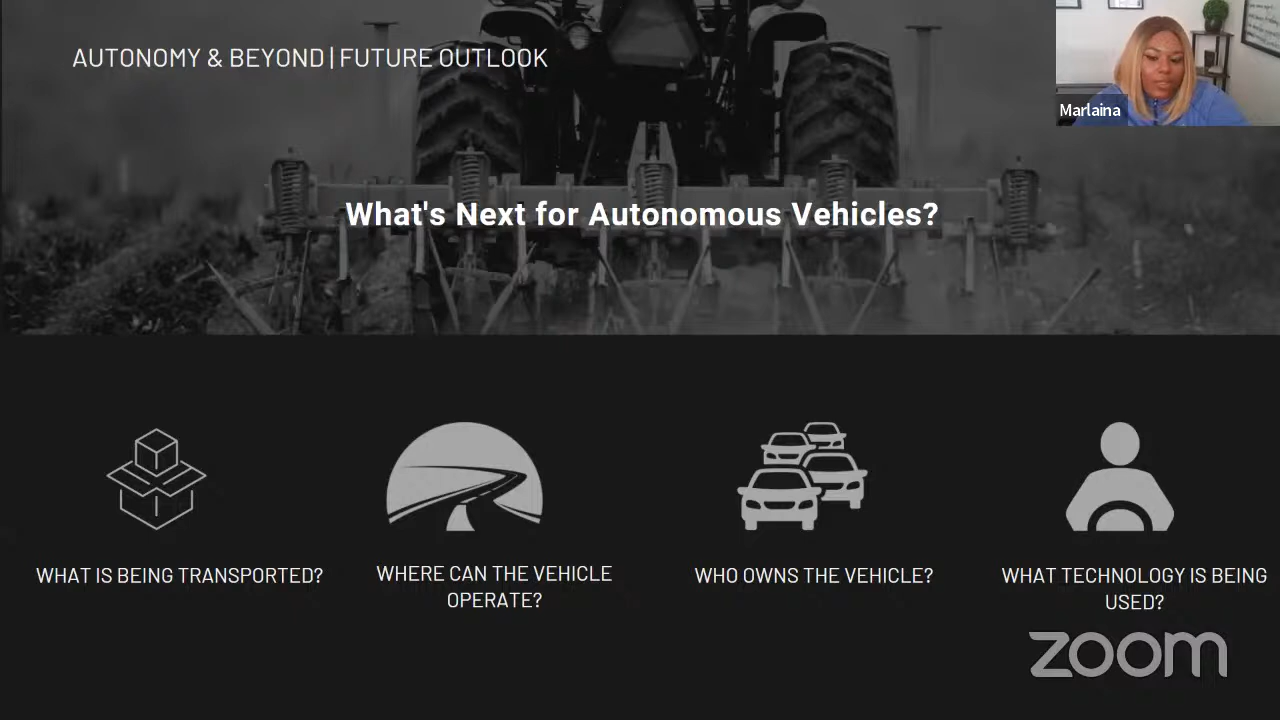 AUTONOMY & BEYOND | FUTURE OUTLOOK
Marlaina
What's Next for Autonomous Vehicles?
WHAT IS BEING TRANSPORTED?
WHERE CAN THE VEHICLE
OPERATE?
WHO OWNS THE VEHICLE?
WHAT TECHNOLOGY IS BEING
USED?
zoom